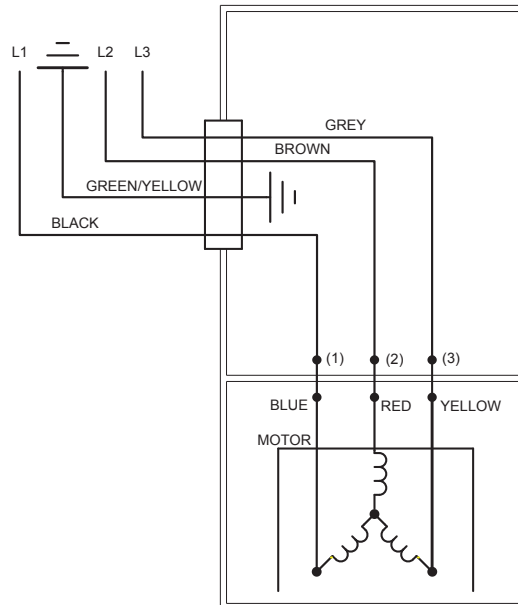 L1
L2
L3
GREY
BROWN
GREEN/YELLOW
BLACK
(1)
(2)
(3)
BLUE
RED
YELLOW
MOTOR